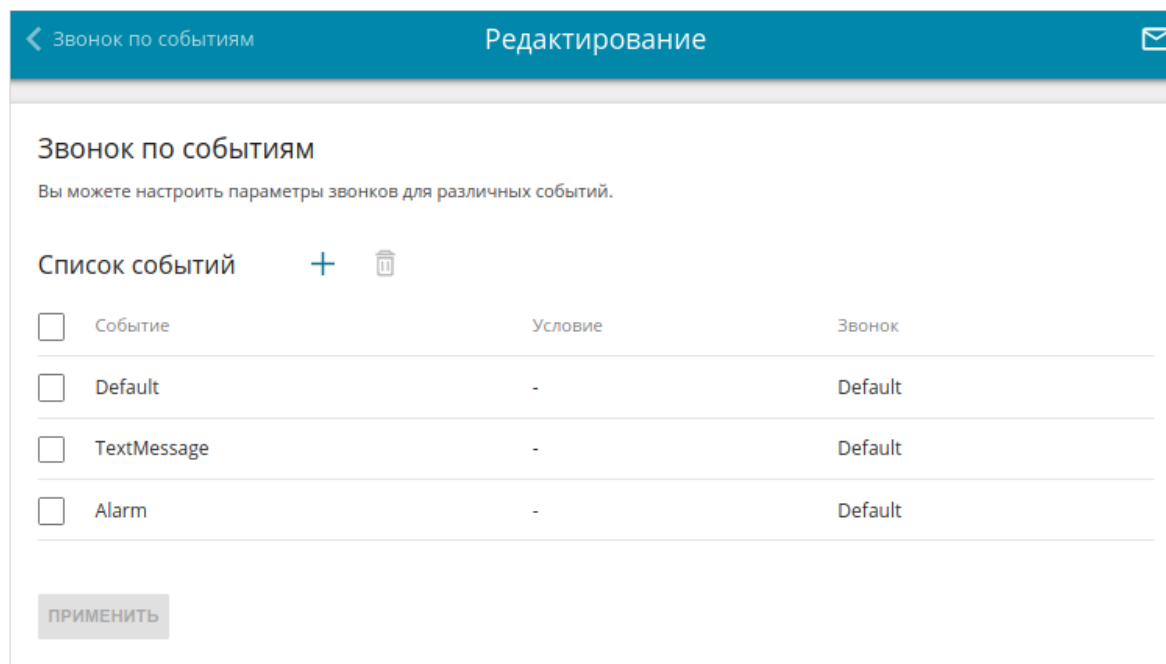 Звонок по событиям Редактирование
Звонок по событиям
Вы можете настроить параметры звонков для различных событий.
Список событий
Событие Условие Звонок
Default - Default
TextMessage - Default
Alarm - Default
ПРИМЕНИТЬ